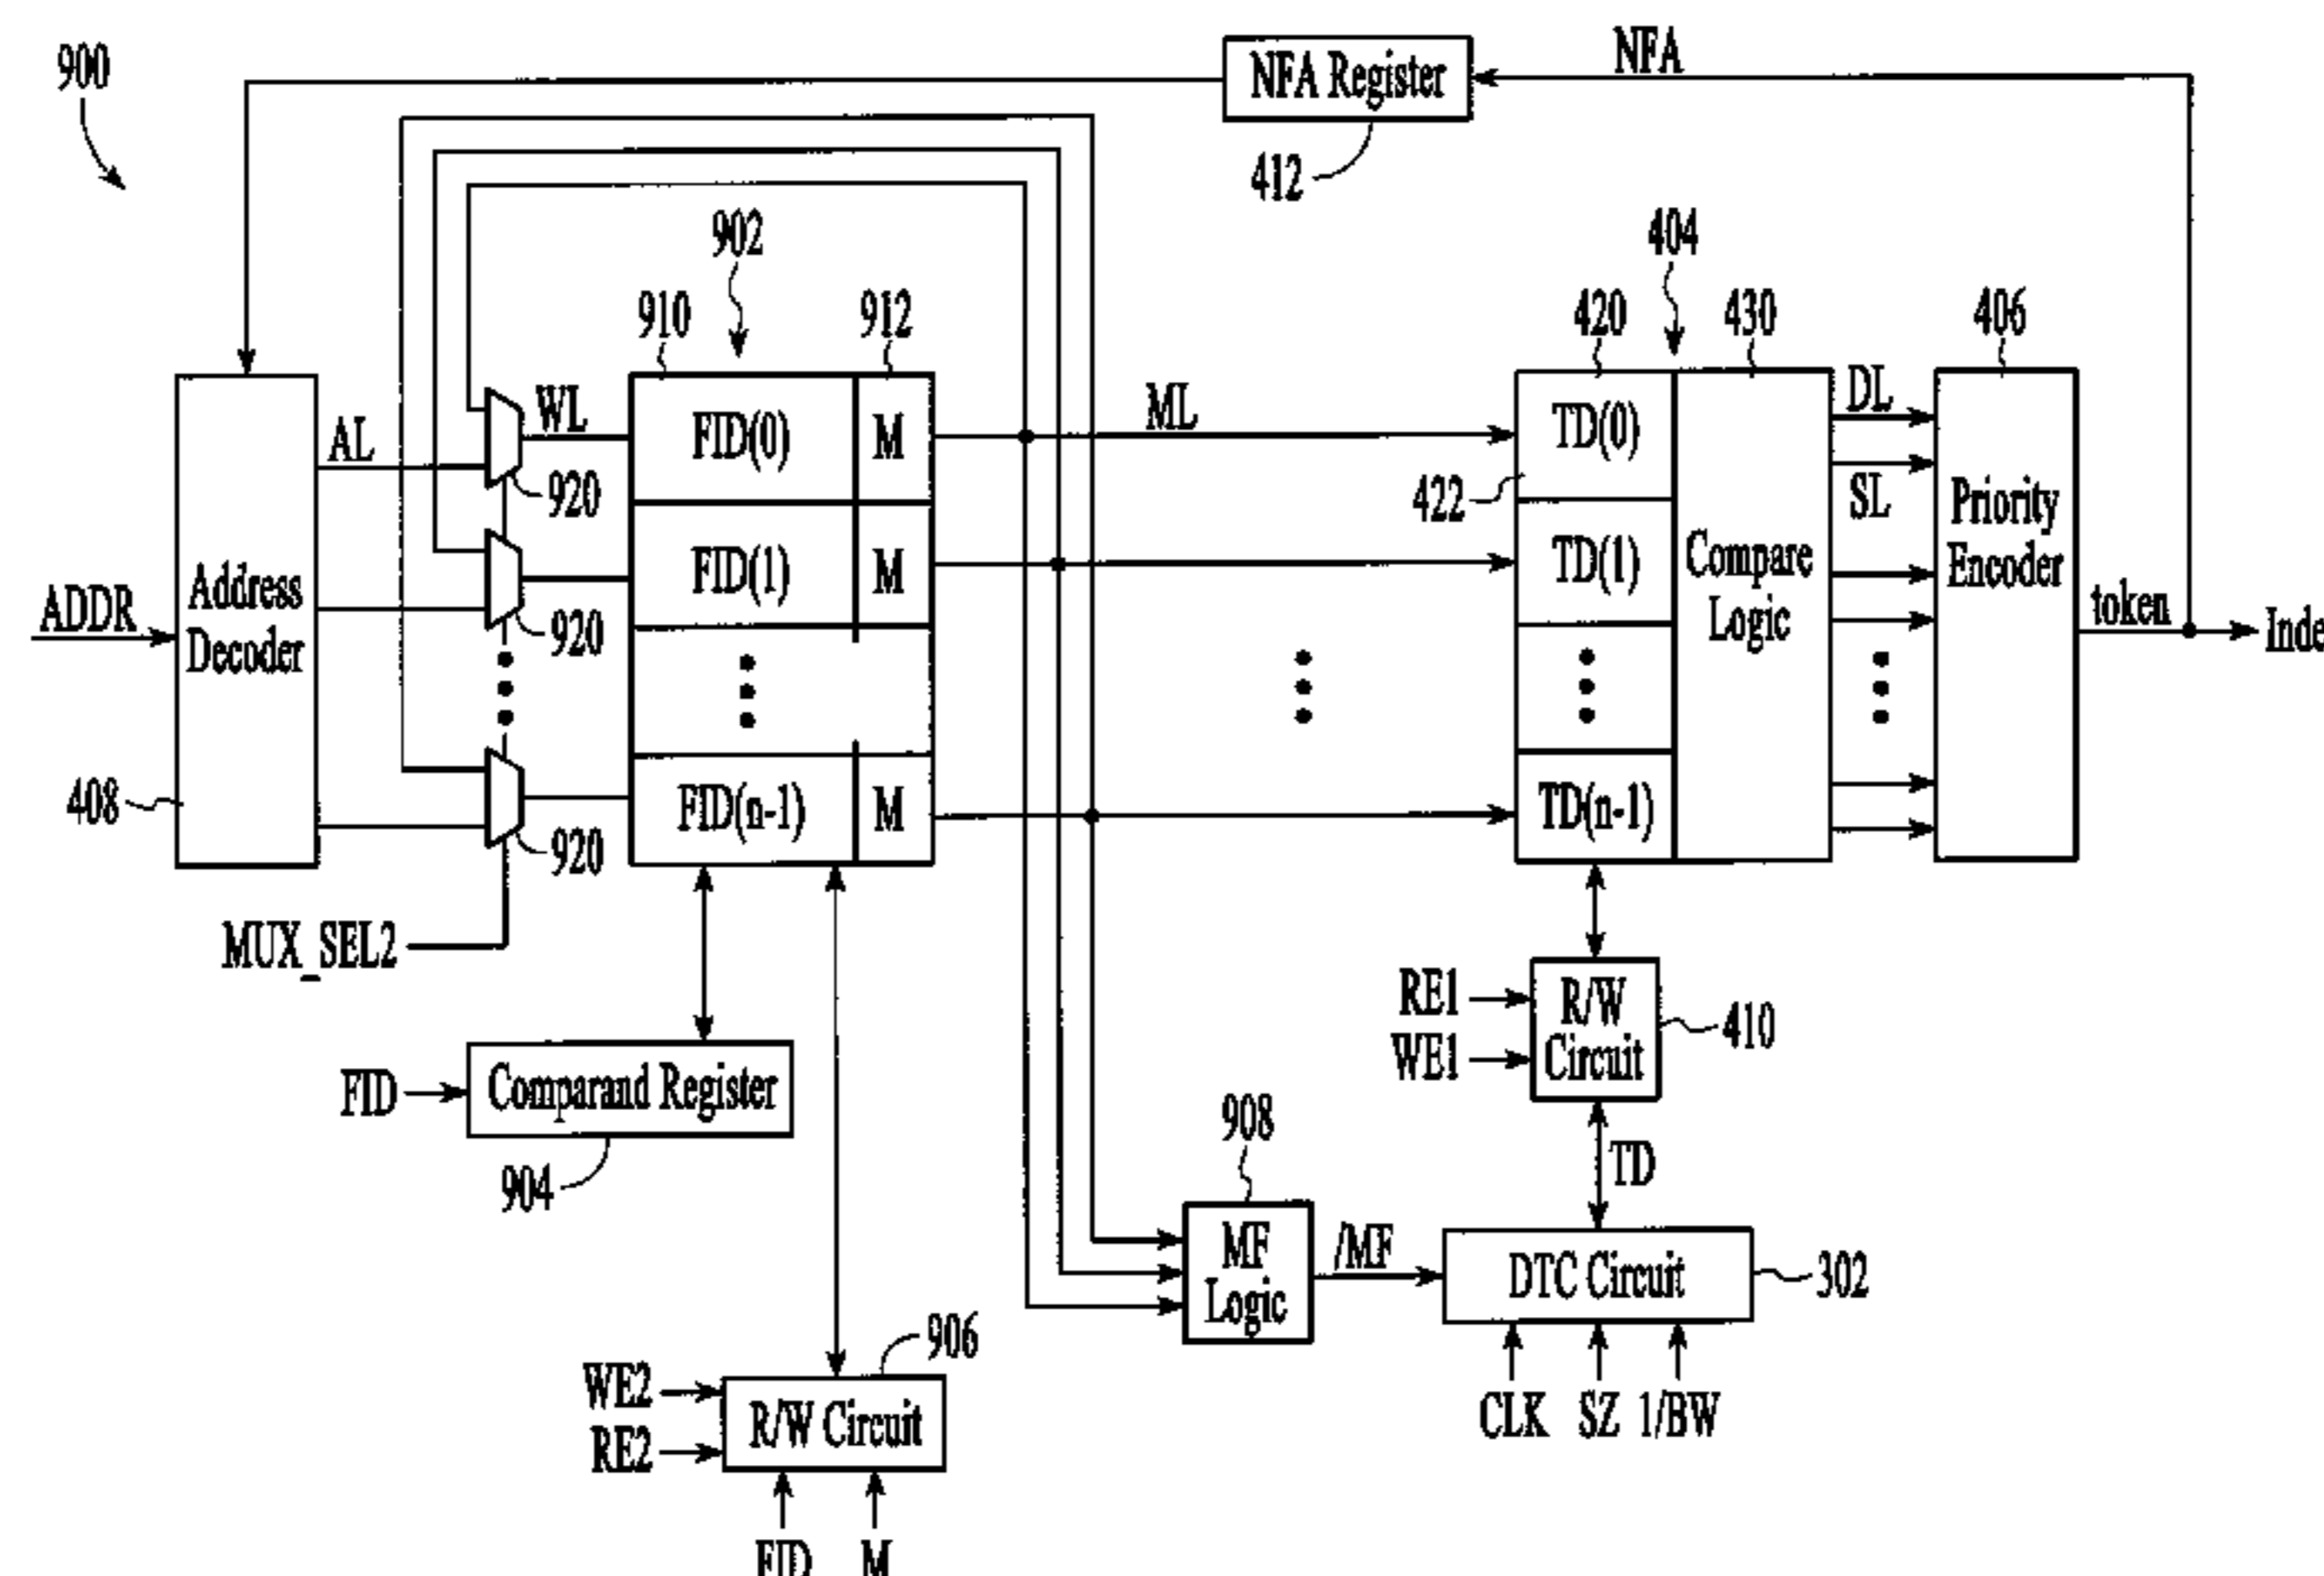 900
NFA Register
NFA
412
902
404
910
912
420
430
406
AL
WL
FID(0)
M
ML
TD(0)
DL
920
422
SL
FID(1)
M
TD(1)
Compare
Logic
Priority
Encoder
ADDR
Address
Decoder
920
token
Inde
408
920
FID(n-1)
M
TD(n-1)
MUX_SEL2
RE1
WE1
R/W
Circuit
410
FID
Comparand Register
904
908
TD
MF
Logic
/MF
DTC Circuit
302
906
WE2
RE2
R/W Circuit
CLK
SZ
1/BW
FID
M